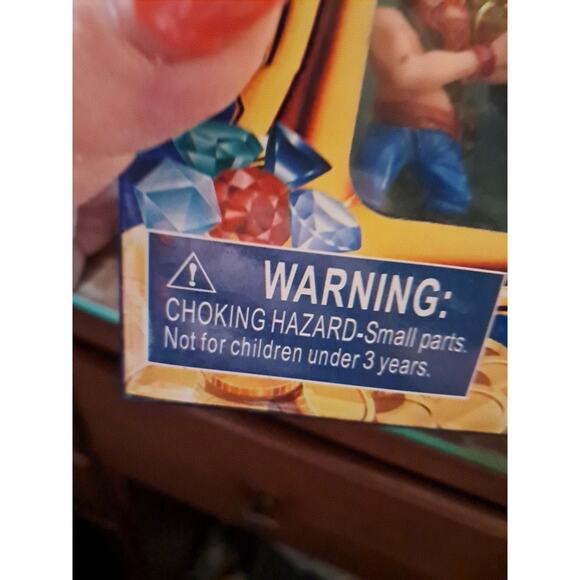 WARNING:
CHOKING HAZARD-Small parts.
Not for children under 3 years.